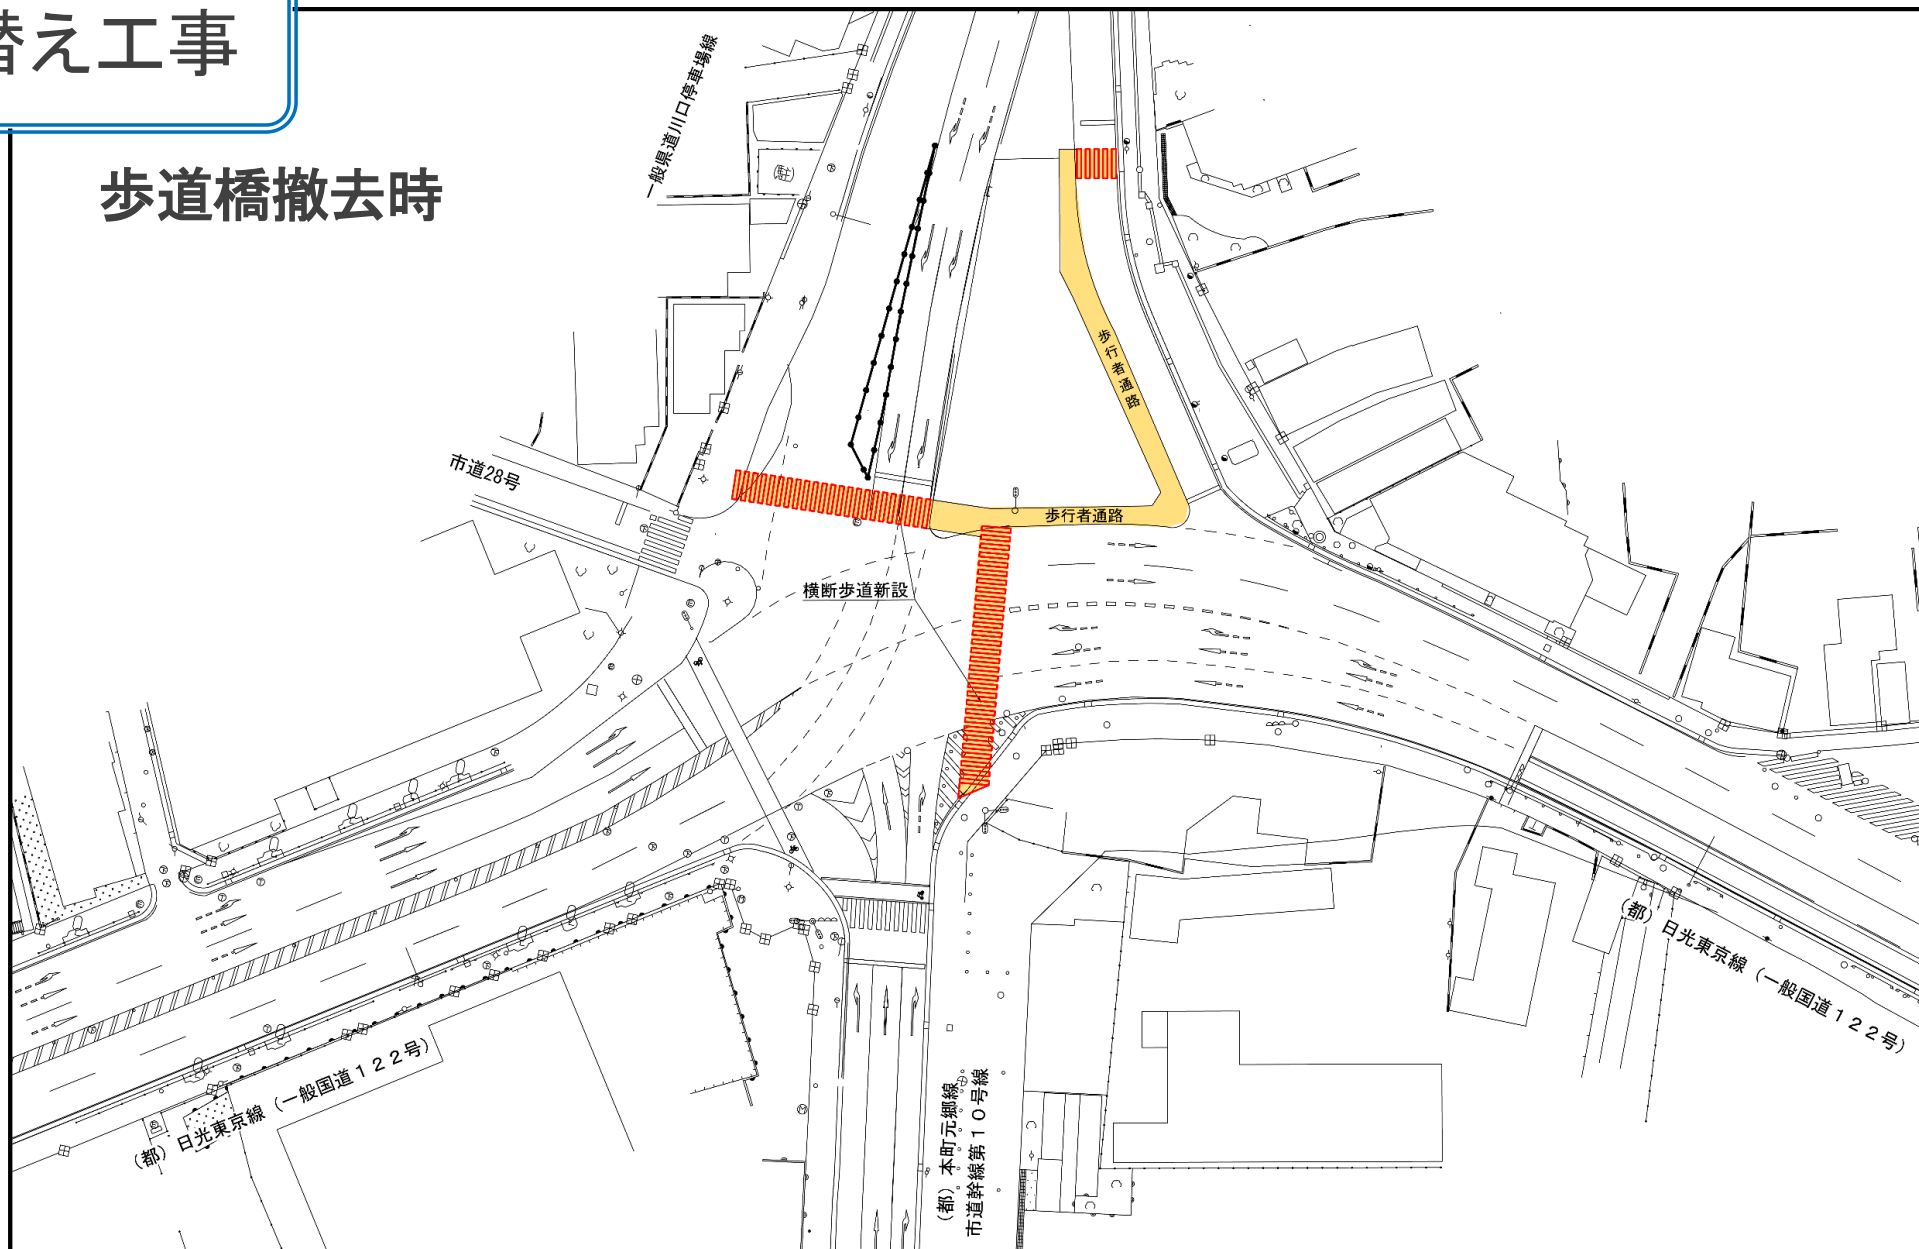 替え工事
歩道橋撤去時
一般県道川口停車場線
市道28号
歩行者通路
歩行者通路
横断歩道新設
(都) 日光東京線 (一般国道122号)
(都) 日光東京線 (一般国道122号)
(都) 本町元郷線
市道幹線第10号線